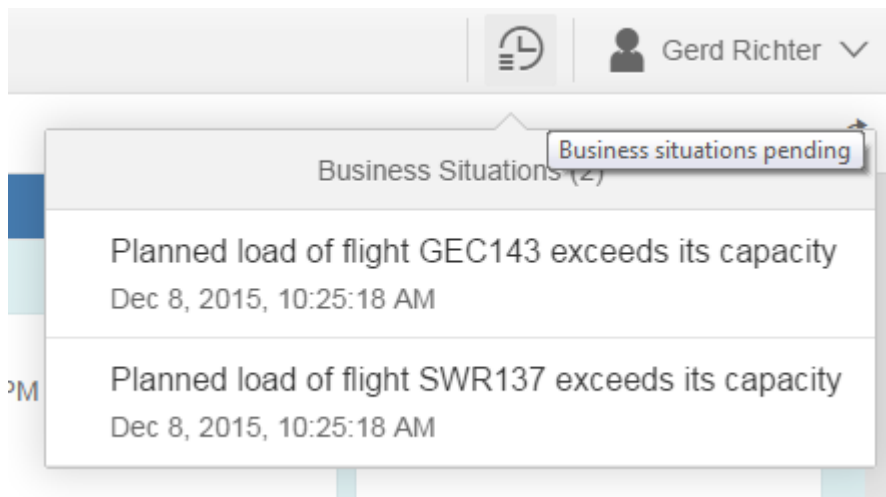 Gerd Richter
Business situations pending
Business Situations (2)
Planned load of flight GEC143 exceeds its capacity
Dec 8, 2015, 10:25:18 AM
PM
Planned load of flight SWR137 exceeds its capacity
Dec 8, 2015, 10:25:18 AM